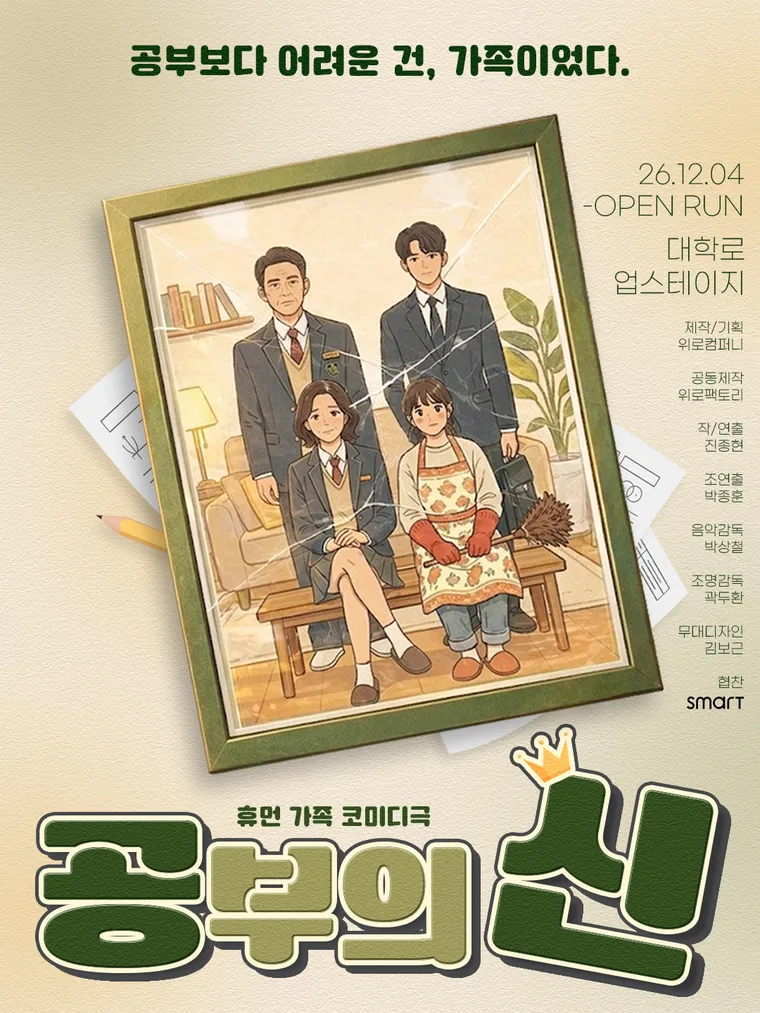 공부보다 어려운 건, 가족이었다.
26.12.04
-OPEN RUN
대학로
업스테이지
제작/기획
위로컴퍼니
공동제작
위로팩토리
작/연출
진종현
조연출
박종훈
음악감독
박상철
조명감독
곽두환
무대디자인
김보근
협찬
smart
휴먼 가족 코미디극
공부의 신